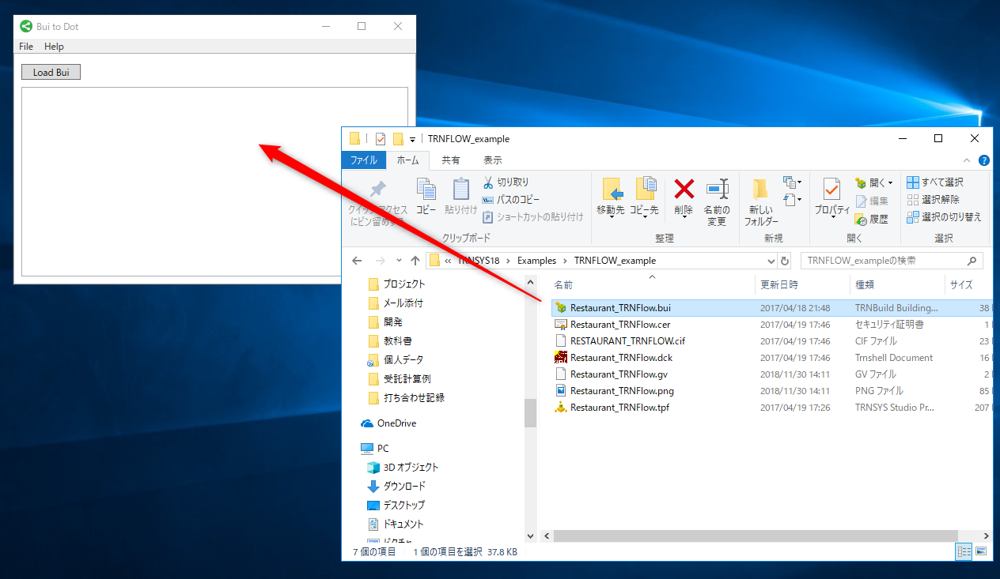 Bui to Dot
File Help
Load Bui
TRNFLOW_example
ファイル ホーム 共有 表示
クイックアクセス
コピー
貼り付け
切り取り
パスのコピー
ショートカットの貼り付け
クリップボード
移動先
コピー先
削除
名前の
変更
整理
新しい
フォルダー
新規
プロパティ
開く
編集
履歴
開く
すべて選択
選択解除
選択の切り替え
選択
« TRNSYS18 › Examples › TRNFLOW_example
TRNFLOW_exampleの検索
プロジェクト
メール添付
開発
教科書
個人データ
受託計算例
打ち合わせ記録
OneDrive
PC
3D オブジェクト
ダウンロード
デスクトップ
ドキュメント
名前 更新日時 種類 サイズ
Restaurant_TRNFlow.bui 2017/04/18 21:48 TRNBuild Building... 38
Restaurant_TRNFlow.cer 2017/04/19 17:46 セキュリティ証明書 1
RESTAURANT_TRNFLOW.cif 2017/04/19 17:46 CIF ファイル 23
Restaurant_TRNFlow.dck 2017/04/19 17:46 Trnshell Document 16
Restaurant_TRNFlow.gv 2018/11/30 14:11 GV ファイル 2
Restaurant_TRNFlow.png 2018/11/30 14:11 PNG ファイル 85
Restaurant_TRNFlow.tpf 2017/04/19 17:26 TRNSYS Studio Pr... 207
7 個の項目 1 個の項目を選択 37.8 KB